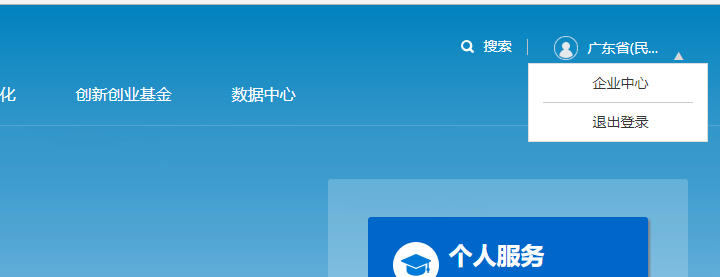 搜索
广东省(民...
企业中心
退出登录
化
创新创业基金
数据中心
个人服务